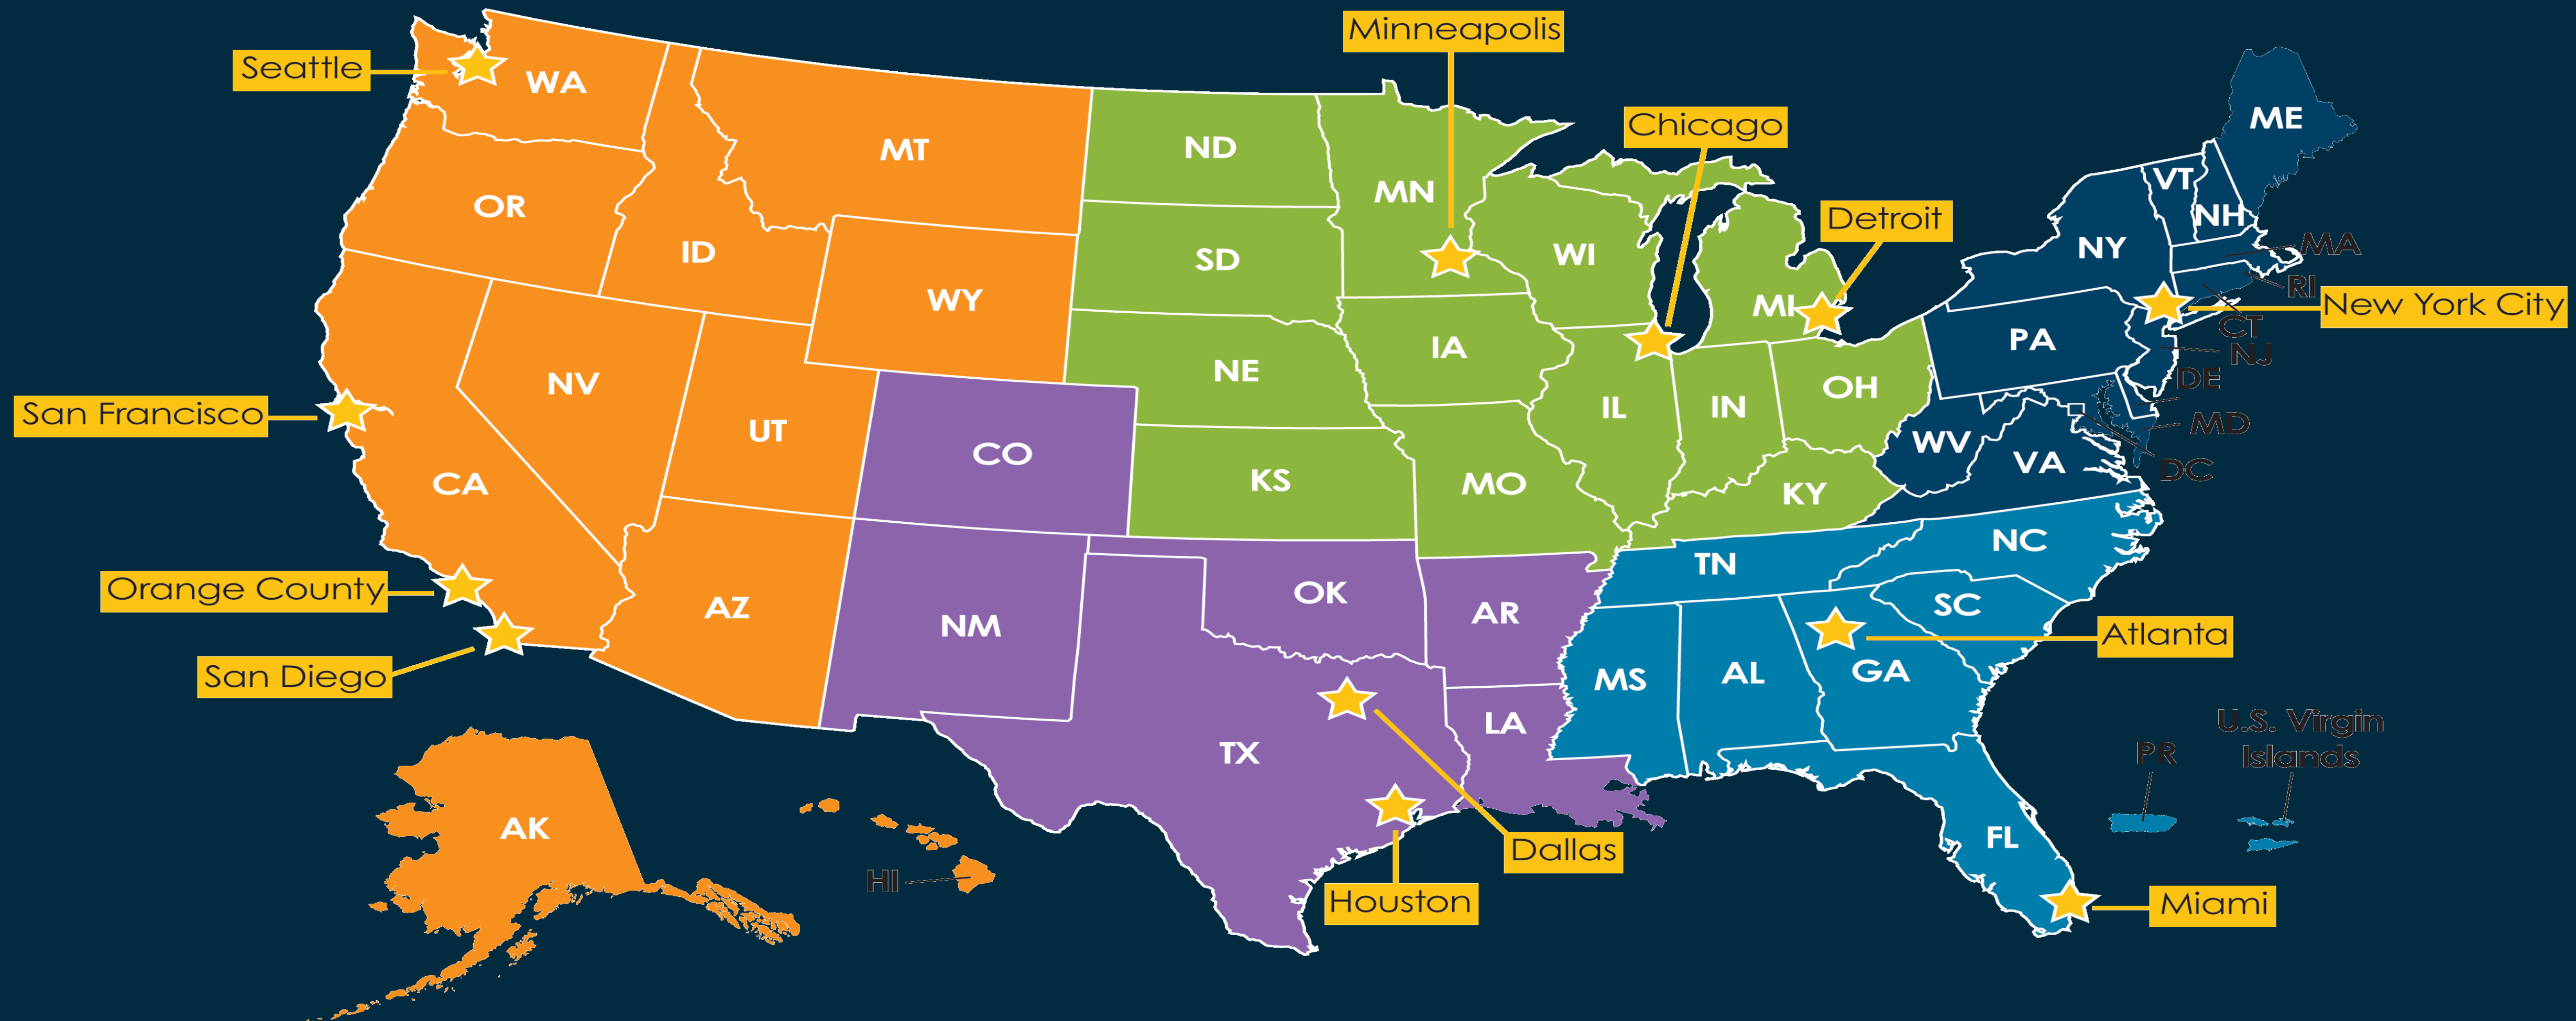 Minneapolis
Seattle
WA
Chicago
ME
MT
ND
MN
VT
OR
Detroit
NH
ID
SD
WI
NY
MA
RI
WY
MI
New York City
CT
PA
NJ
IA
NE
NV
DE
OH
San Francisco
IL
IN
MD
UT
WV
CO
VA
DC
CA
KS
MO
KY
NC
TN
Orange County
OK
SC
AZ
AR
NM
Atlanta
San Diego
MS
AL
GA
LA
U.S. Virgin
Islands
PR
TX
AK
FL
Dallas
HI
Houston
Miami